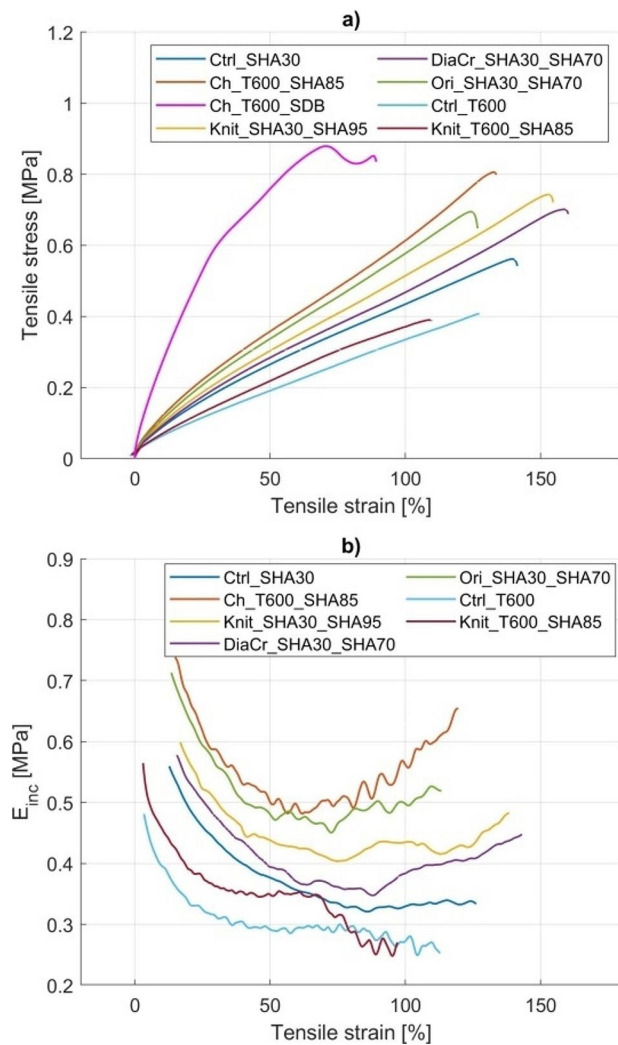 a)
Tensile stress [MPa]
1.2
1
0.8
0.6
0.4
0.2
0
Ctrl_SHA30
DiaCr_SHA30_SHA70
Ch_T600_SHA85
Ori_SHA30_SHA70
Ch_T600_SDB
Ctrl_T600
Knit_SHA30_SHA95
Knit_T600_SHA85
0 50 100 150
Tensile strain [%]
b)
E_inc [MPa]
0.9
0.8
0.7
0.6
0.5
0.4
0.3
0.2
Ctrl_SHA30
Ori_SHA30_SHA70
Ch_T600_SHA85
Ctrl_T600
Knit_SHA30_SHA95
Knit_T600_SHA85
DiaCr_SHA30_SHA70
0 50 100 150
Tensile strain [%]